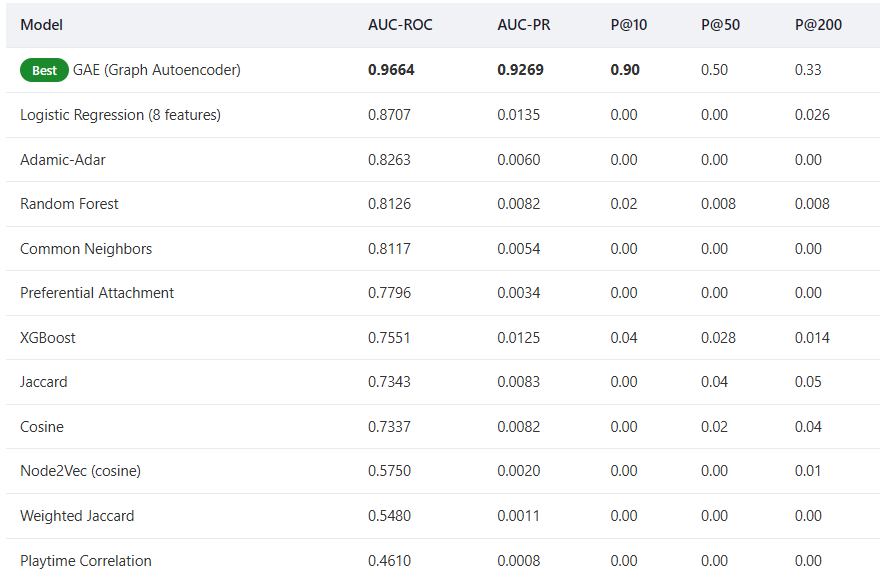 Model AUC-ROC AUC-PR P@10 P@50 P@200
Best GAE (Graph Autoencoder) 0.9664 0.9269 0.90 0.50 0.33
Logistic Regression (8 features) 0.8707 0.0135 0.00 0.00 0.026
Adamic-Adar 0.8263 0.0060 0.00 0.00 0.00
Random Forest 0.8126 0.0082 0.02 0.008 0.008
Common Neighbors 0.8117 0.0054 0.00 0.00 0.00
Preferential Attachment 0.7796 0.0034 0.00 0.00 0.00
XGBoost 0.7551 0.0125 0.04 0.028 0.014
Jaccard 0.7343 0.0083 0.00 0.04 0.05
Cosine 0.7337 0.0082 0.00 0.02 0.04
Node2Vec (cosine) 0.5750 0.0020 0.00 0.00 0.01
Weighted Jaccard 0.5480 0.0011 0.00 0.00 0.00
Playtime Correlation 0.4610 0.0008 0.00 0.00 0.00